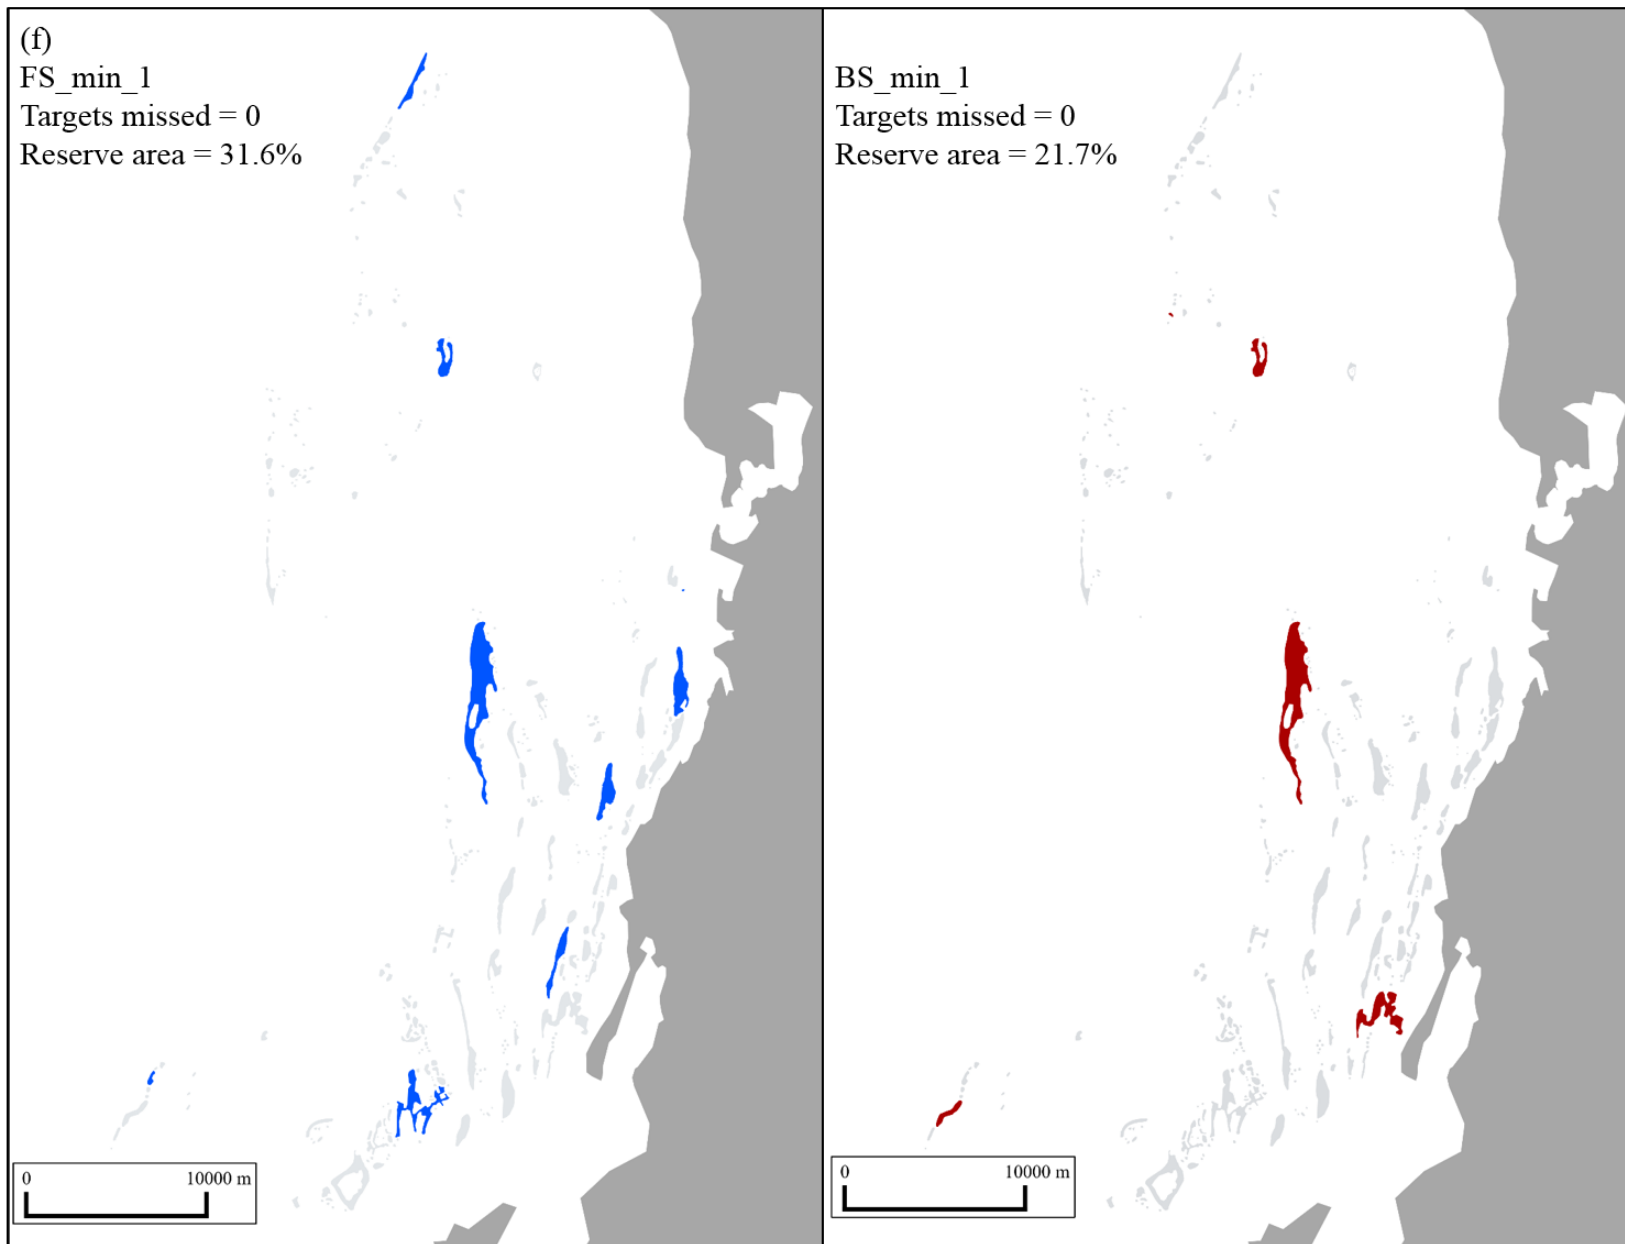 (f)
FS_min_1
Targets missed = 0
Reserve area = 31.6%
BS_min_1
Targets missed = 0
Reserve area = 21.7%
0 10000 m
0 10000 m